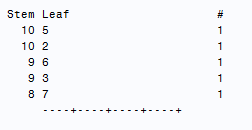 Stem Leaf #
10 5 1
10 2 1
9 6 1
9 3 1
8 7 1
----+----+----+----+